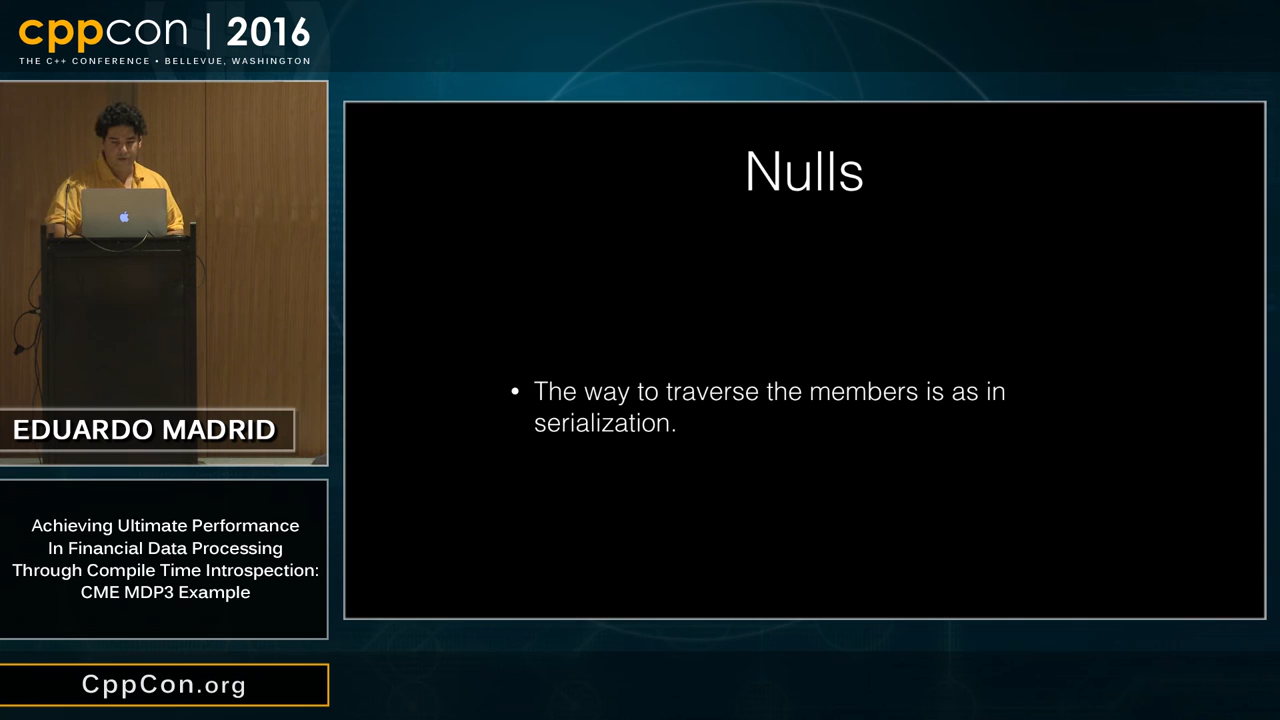 cppcon | 2016
THE C++ CONFERENCE • BELLEVUE, WASHINGTON
Nulls
• The way to traverse the members is as in
serialization.
EDUARDO MADRID
Achieving Ultimate Performance
In Financial Data Processing
Through Compile Time Introspection:
CME MDP3 Example
CppCon.org